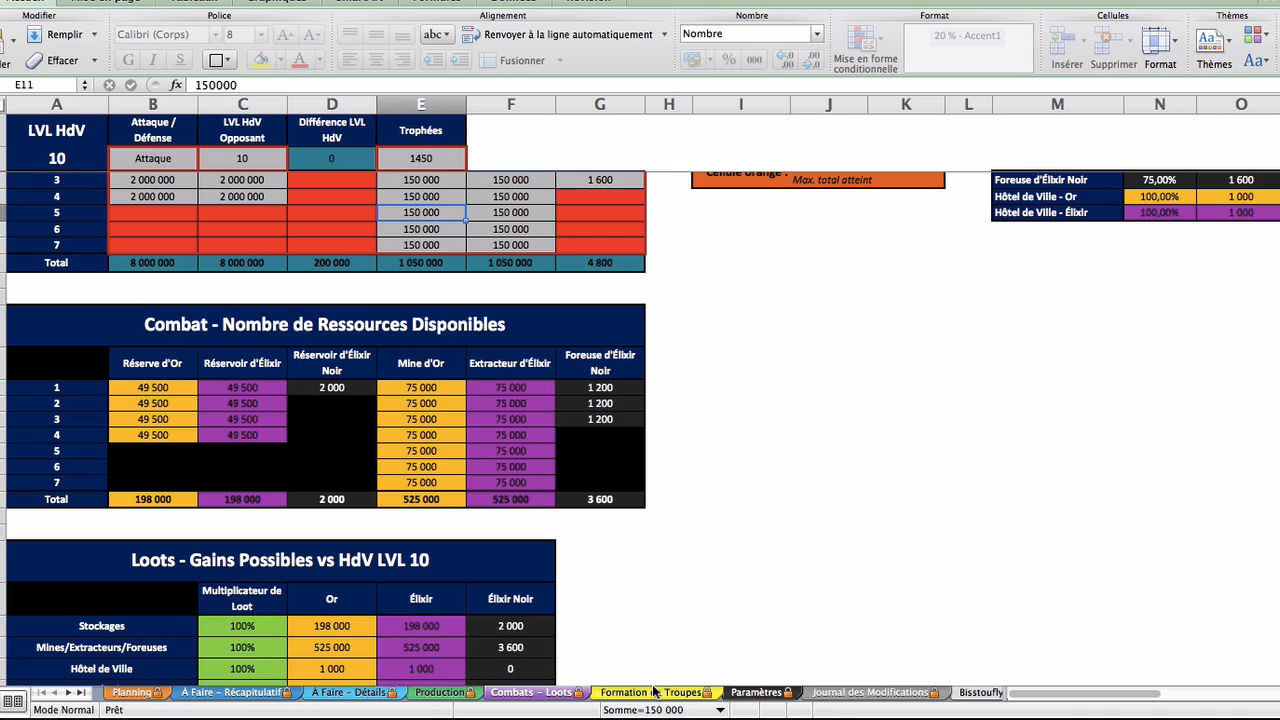 Modifier Police Alignement Nombre Format Cellules Thèmes
Remplir Calibri (Corps) 8 A A abc Renvoyer à la ligne automatiquement Nombre 20 % - Accent1
Effacer G Fusionner % 000 Mise en forme conditionnelle Insérer Supprimer Format Thèmes Aa
E11 fx 150000
A B C D E F G H I J K L M N O
LVL HdV Attaque / Défense LVL HdV Opposant Différence LVL HdV Trophées
10 Attaque 10 0 1450
3 2 000 000 2 000 000 150 000 150 000 1 600 Max. total atteint Foreuse d'Élixir Noir 75,00% 1 600
4 2 000 000 2 000 000 150 000 150 000 Hôtel de Ville - Or 100,00% 1 000
5 150 000 150 000 Hôtel de Ville - Élixir 100,00% 1 000
6 150 000 150 000
7 150 000 150 000
Total 8 000 000 8 000 000 200 000 1 050 000 1 050 000 4 800
Combat - Nombre de Ressources Disponibles
Réserve d'Or Réservoir d'Élixir Réservoir d'Élixir Noir Mine d'Or Extracteur d'Élixir Foreuse d'Élixir Noir
1 49 500 49 500 2 000 75 000 75 000 1 200
2 49 500 49 500 75 000 75 000 1 200
3 49 500 49 500 75 000 75 000 1 200
4 49 500 49 500 75 000 75 000
5 75 000 75 000
6 75 000 75 000
7 75 000 75 000
Total 198 000 198 000 2 000 525 000 525 000 3 600
Loots - Gains Possibles vs HdV LVL 10
Multiplicateur de Loot Or Élixir Élixir Noir
Stockages 100% 198 000 198 000 2 000
Mines/Extracteurs/Foreuses 100% 525 000 525 000 3 600
Hôtel de Ville 100% 1 000 1 000 0
Planning À Faire - Récapitulatif À Faire - Détails Production Combats - Loots Formation Troupes Paramètres Journal des Modifications Bisstoufly
Mode Normal Prêt Somme=150 000